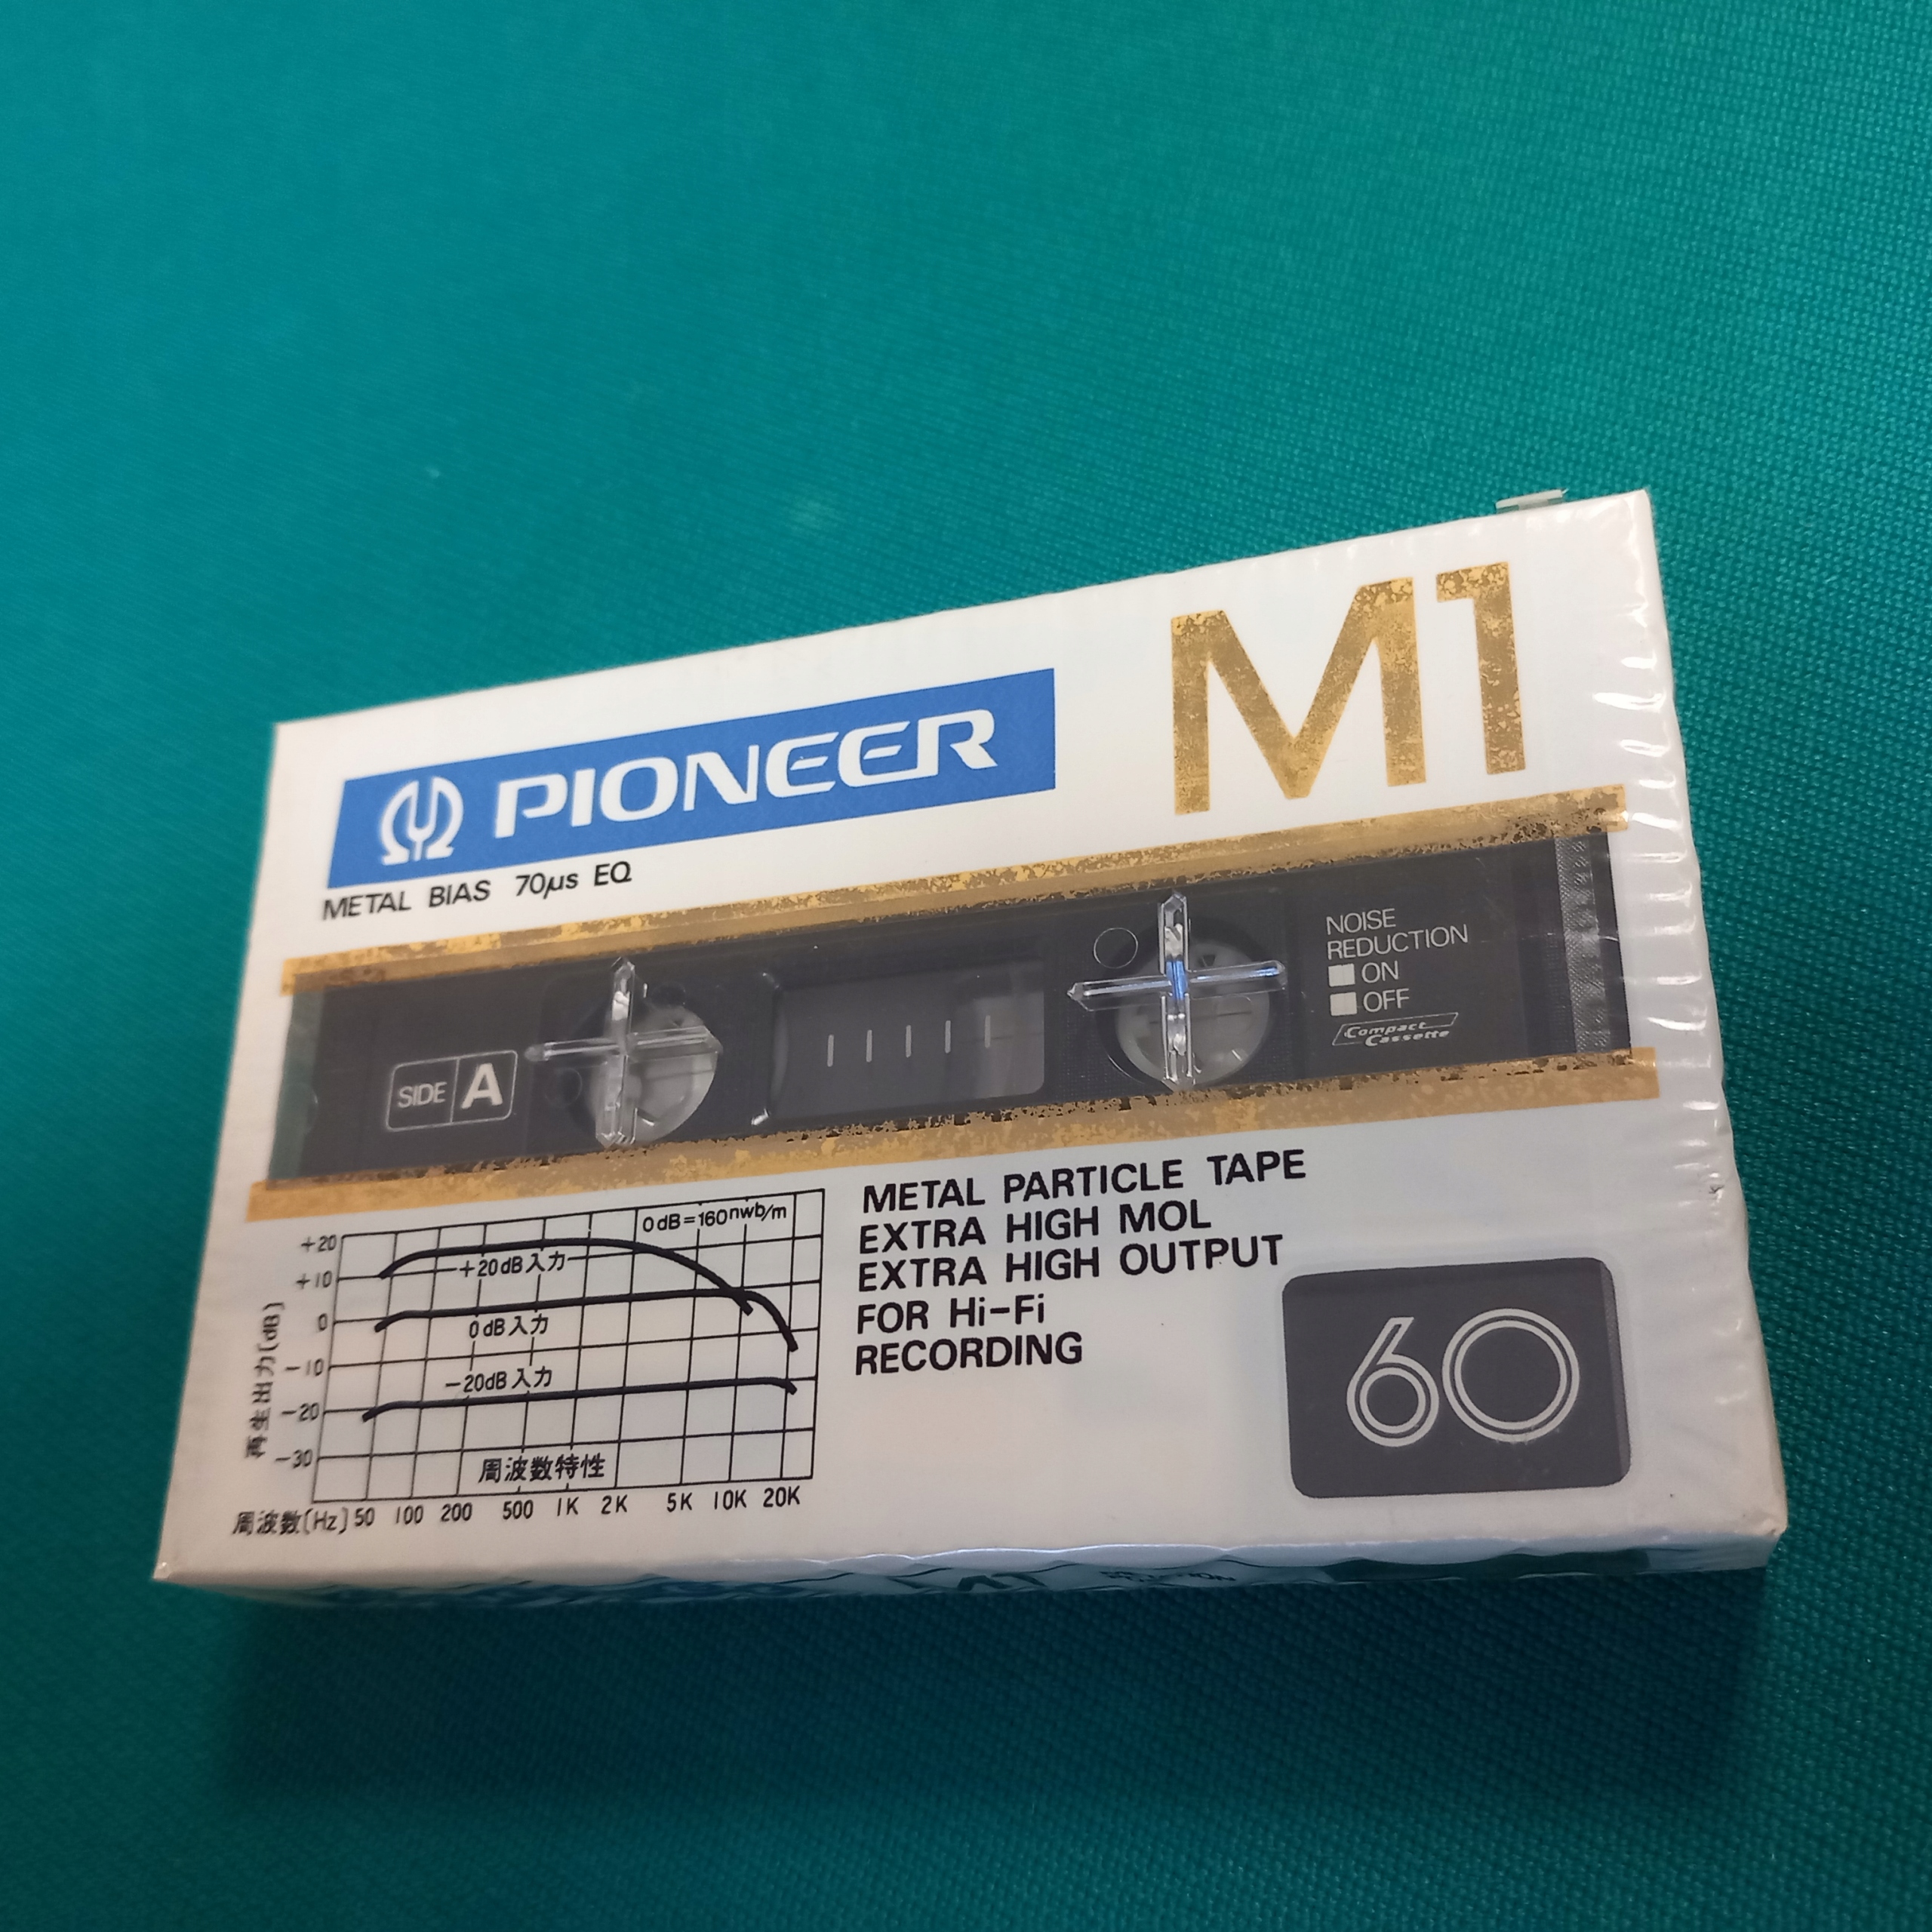 M1
PIONEER
METAL BIAS 70µs EQ
NOISE
REDUCTION
ON
OFF
Compact
Cassette
SIDE A
METAL PARTICLE TAPE
EXTRA HIGH MOL
EXTRA HIGH OUTPUT
FOR Hi-Fi
RECORDING
60
0dB=160nwb/m
+20
+10
0
-10
-20
-30
再生出力(dB)
+20dB入力
0dB入力
-20dB入力
周波数特性
周波数(Hz) 50 100 200 500 1K 2K 5K 10K 20K